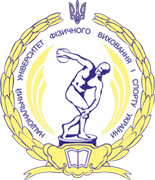 НАЦІОНАЛЬНИЙ УНІВЕРСИТЕТ ФІЗИЧНОГО ВИХОВАННЯ І СПОРТУ УКРАЇНИ